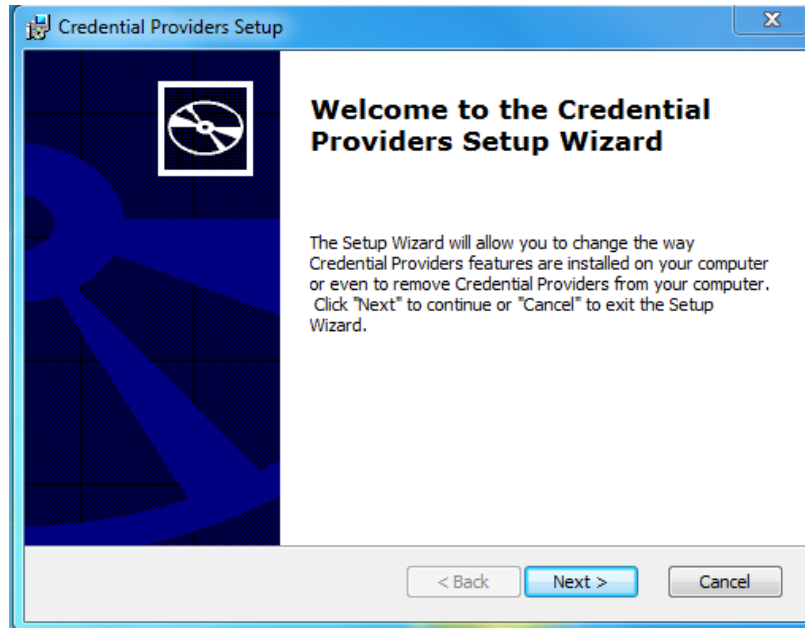 Credential Providers Setup
Welcome to the Credential
Providers Setup Wizard
The Setup Wizard will allow you to change the way
Credential Providers features are installed on your computer
or even to remove Credential Providers from your computer.
Click "Next" to continue or "Cancel" to exit the Setup
Wizard.
< Back Next > Cancel